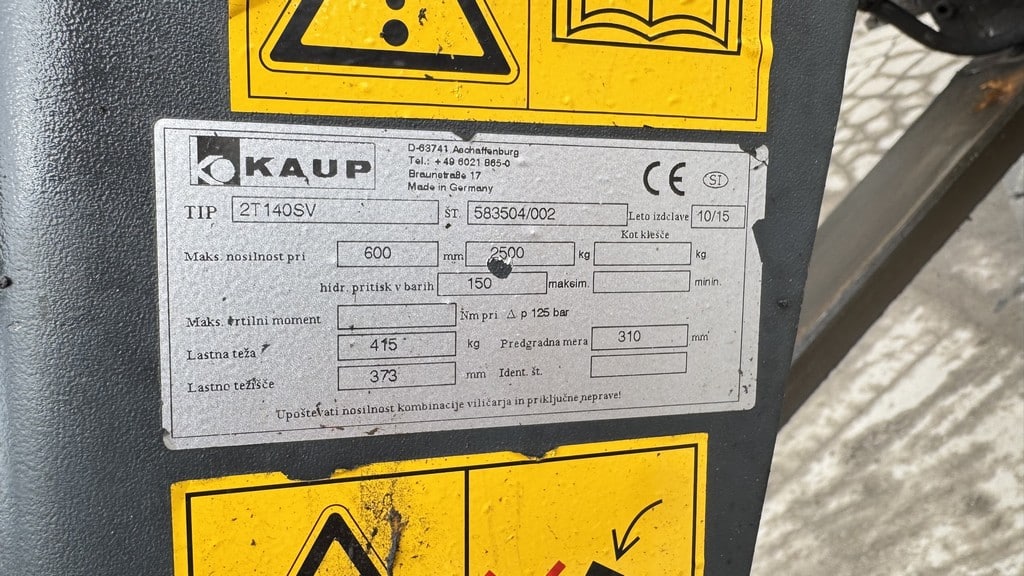 KAUP
D-63741 Aschaffenburg
Tel.: +49 6021 865-0
Braunstraße 17
Made in Germany
CE SI
TIP 2T140SV ŠT. 583504/002 Leto izdelave 10/15
Kot klešče
Maks. nosilnost pri 600 mm 2500 kg kg
hidr. pritisk v barih 150 maksim. minin.
Maks. vrtilni moment Nm pri Δ p 125 bar
Lastna teža 415 kg Predgradna mera 310 mm
Lastno težišče 373 mm Ident. št.
Upoštevati nosilnost kombinacije viličarja in priključne neprave!